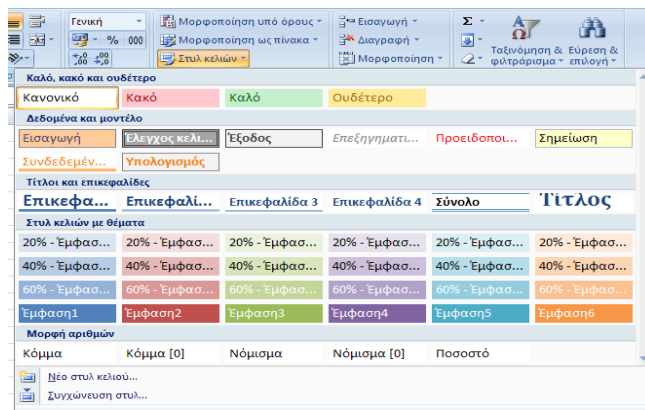 Γενική Μορφοποίηση υπό όρους Εισαγωγή Σ
% 000 Μορφοποίηση ως πίνακα Διαγραφή Ταξινόμηση & Εύρεση &
,00 ,00 Στυλ κελιών Μορφοποίηση φιλτράρισμα επιλογή
Καλό, κακό και ουδέτερο
Κανονικό Κακό Καλό Ουδέτερο
Δεδομένα και μοντέλο
Εισαγωγή Έλεγχος κελι... Έξοδος Επεξηγηματι... Προειδοποι... Σημείωση
Συνδεδεμέν... Υπολογισμός
Τίτλοι και επικεφαλίδες
Επικεφα... Επικεφαλί... Επικεφαλίδα 3 Επικεφαλίδα 4 Σύνολο Τίτλος
Στυλ κελιών με θέματα
20% - Έμφασ... 20% - Έμφασ... 20% - Έμφασ... 20% - Έμφασ... 20% - Έμφασ... 20% - Έμφασ...
40% - Έμφασ... 40% - Έμφασ... 40% - Έμφασ... 40% - Έμφασ... 40% - Έμφασ... 40% - Έμφασ...
60% - Έμφασ... 60% - Έμφασ... 60% - Έμφασ... 60% - Έμφασ... 60% - Έμφασ... 60% - Έμφασ...
Έμφαση1 Έμφαση2 Έμφαση3 Έμφαση4 Έμφαση5 Έμφαση6
Μορφή αριθμών
Κόμμα Κόμμα [0] Νόμισμα Νόμισμα [0] Ποσοστό
Νέο στυλ κελιού...
Συγχώνευση στυλ...